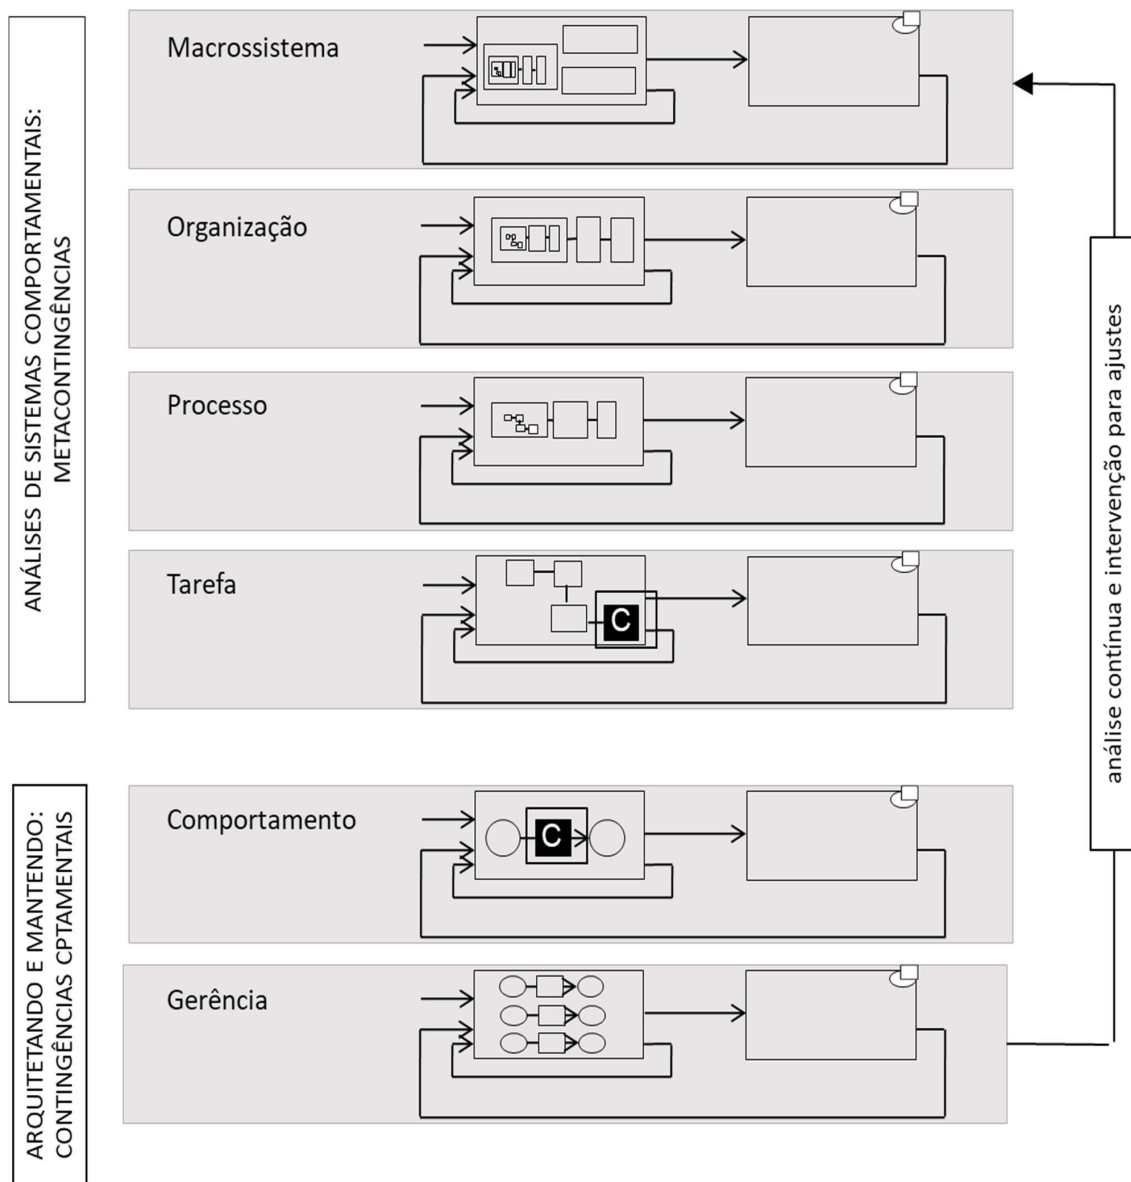 ANÁLISES DE SISTEMAS COMPORTAMENTAIS:
METACONTINGÊNCIAS
Macrossistema
Organização
Processo
Tarefa
C
ARQUITETANDO E MANTENDO:
CONTINGÊNCIAS CPTAMENTAIS
Comportamento
C
Gerência
análise contínua e intervenção para ajustes